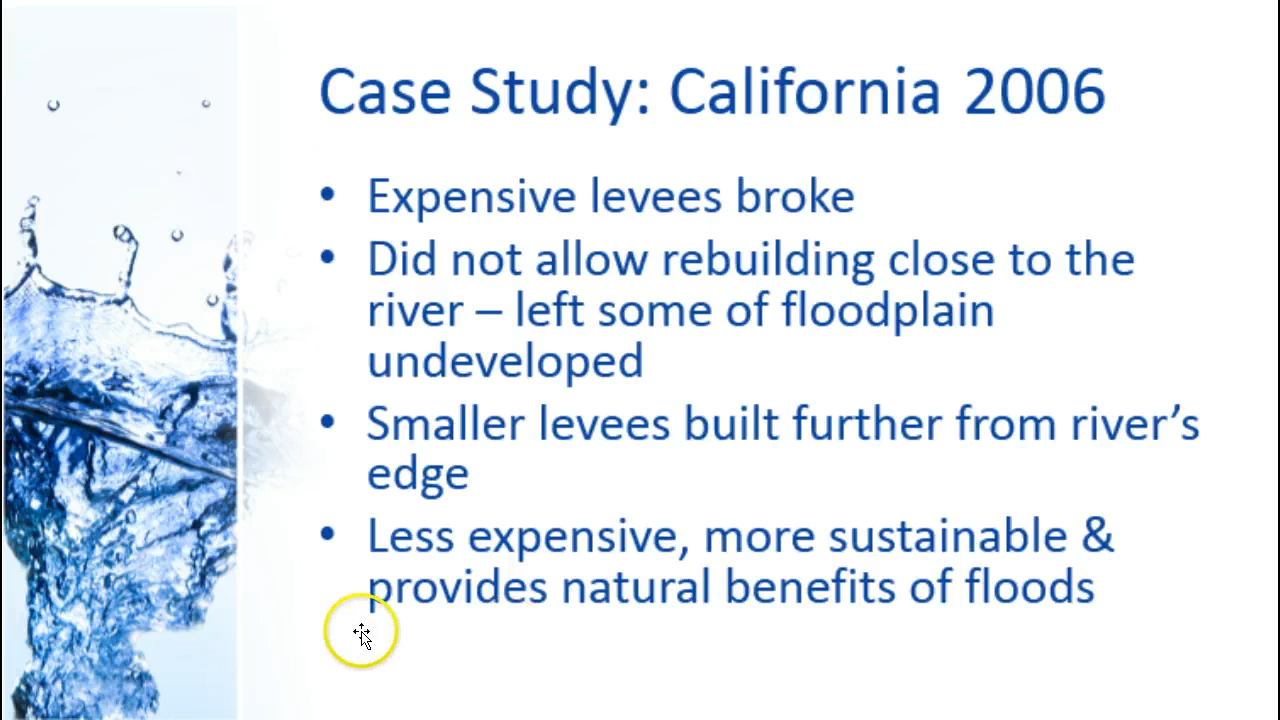 Case Study: California 2006
• Expensive levees broke
• Did not allow rebuilding close to the
river – left some of floodplain
undeveloped
• Smaller levees built further from river’s
edge
• Less expensive, more sustainable &
provides natural benefits of floods